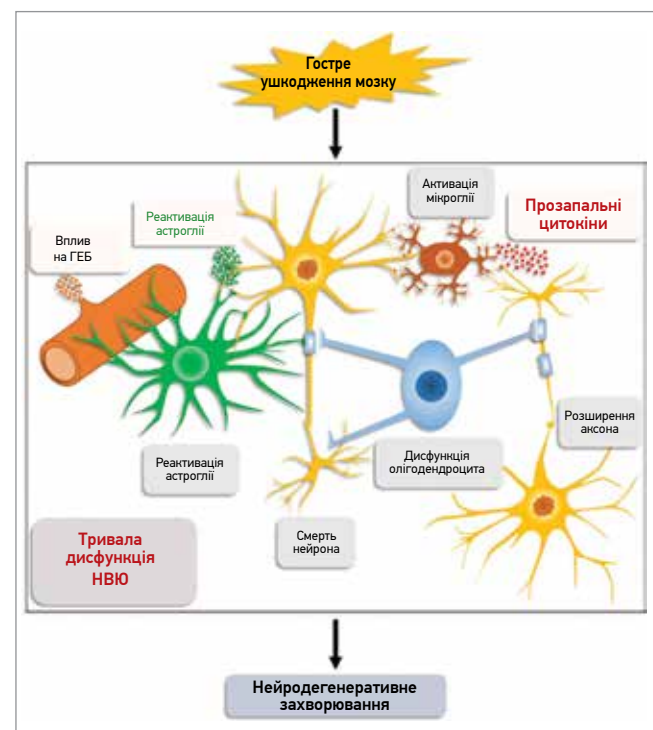 Гостре
ушкодження мозку
Активація
мікроглії
Прозапальні
цитокіни
Реактивація
астроглії
Вплив
на ГЕБ
Розширення
аксона
Дисфункція
олігодендроцита
Реактивація
астроглії
Смерть
нейрона
Тривала
дисфункція
НВЮ
Нейродегенеративне
захворювання